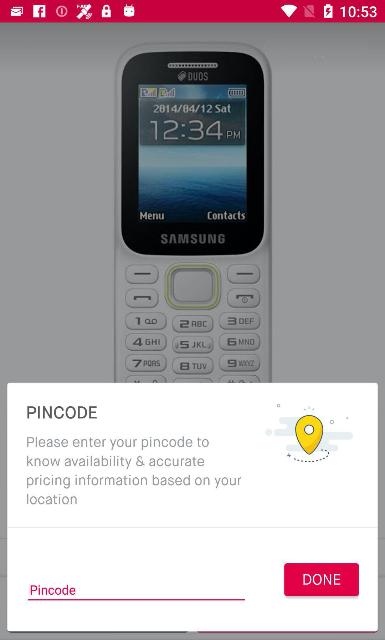 10:53
DUOS
2014/04/12 Sat
12:34 PM
Menu Contacts
SAMSUNG
1
2 ABC
3 DEF
4 GHI
5 JKL
6 MNO
7 PQRS
8 TUV
9 WXYZ
PINCODE
Please enter your pincode to
know availability & accurate
pricing information based on your
location
Pincode
DONE